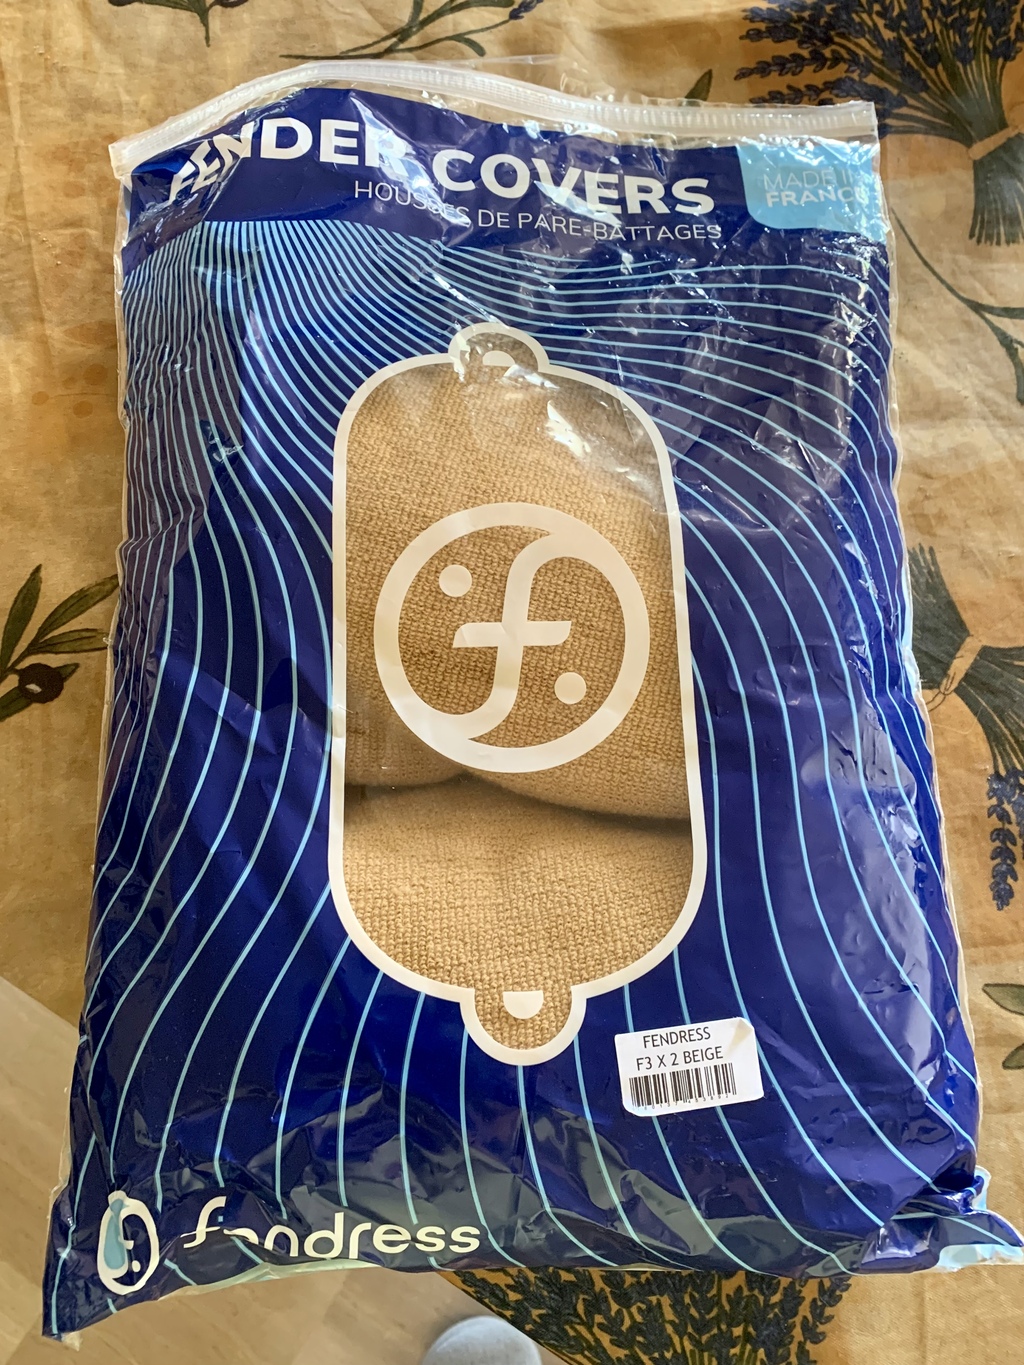 FENDER COVERS
HOUSSES DE PARE-BATTAGES
MADE IN
FRANCE
f
FENDRESS
F3 X 2 BEIGE
fendress